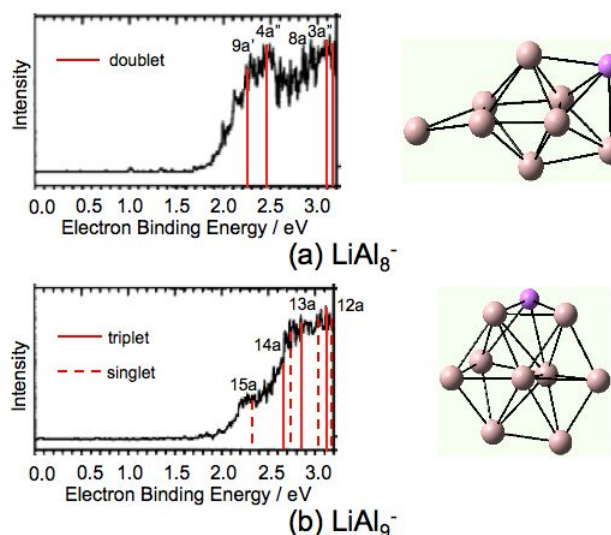 9a' 4a" 8a' 3a"
doublet
Intensity
0.0 0.5 1.0 1.5 2.0 2.5 3.0
Electron Binding Energy / eV
(a) LiAl₈⁻
13a 12a
triplet
14a
singlet
15a
Intensity
0.0 0.5 1.0 1.5 2.0 2.5 3.0
Electron Binding Energy / eV
(b) LiAl₉⁻